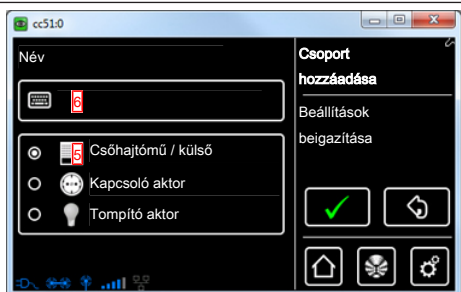 cc51:0
Név
6
5 Csőhajtómű / külső
Kapcsoló aktor
Tompító aktor
Csoport
hozzáadása
Beállítások
beigazítása